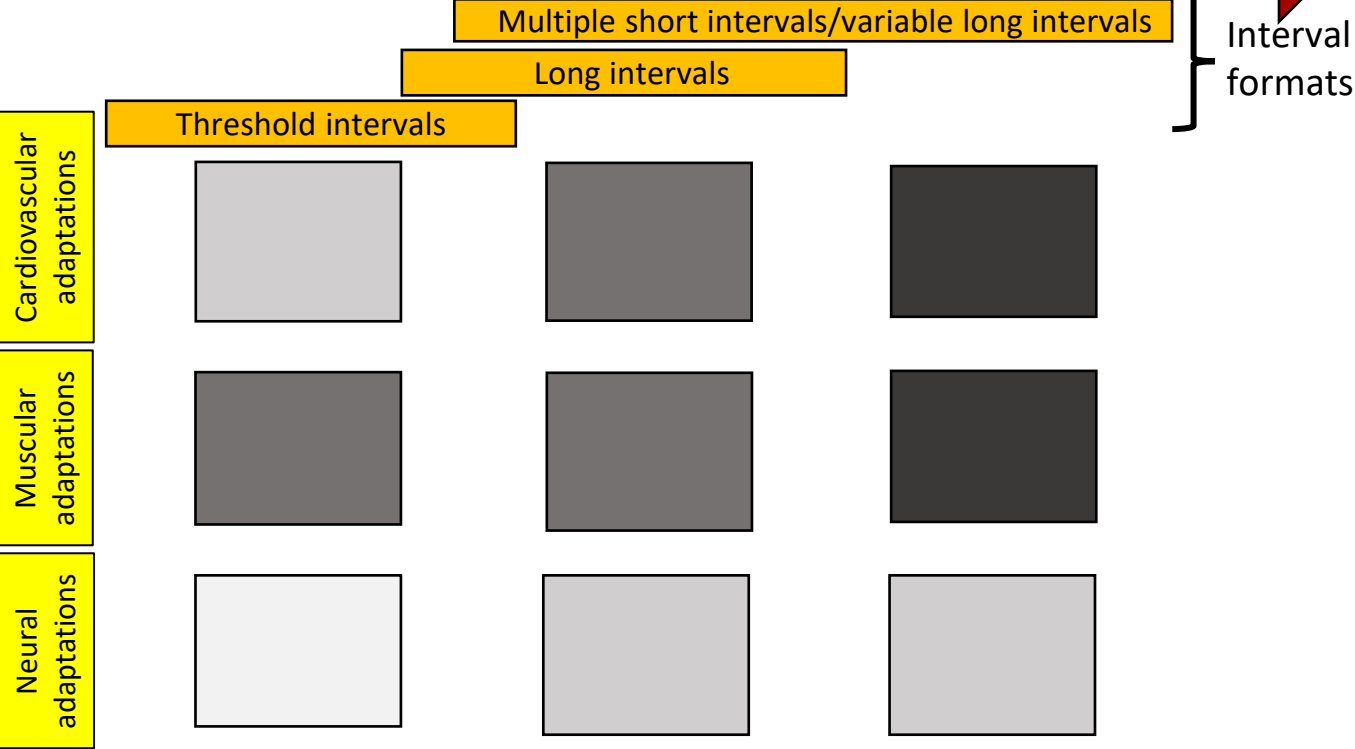 Multiple short intervals/variable long intervals
Interval
formats
Long intervals
Threshold intervals
Cardiovascular
adaptations
Muscular
adaptations
Neural
adaptations